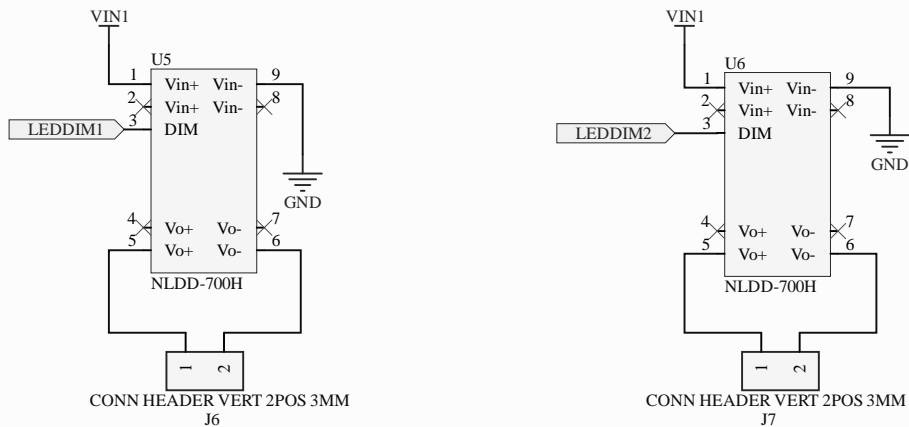 VIN1
U5
1 Vin+ Vin- 9
2 Vin+ Vin- 8
LEDDIM1 3 DIM
GND
4 Vo+ Vo- 7
5 Vo+ Vo- 6
NLDD-700H
1 2
CONN HEADER VERT 2POS 3MM
J6
VIN1
U6
1 Vin+ Vin- 9
2 Vin+ Vin- 8
LEDDIM2 3 DIM
GND
4 Vo+ Vo- 7
5 Vo+ Vo- 6
NLDD-700H
1 2
CONN HEADER VERT 2POS 3MM
J7